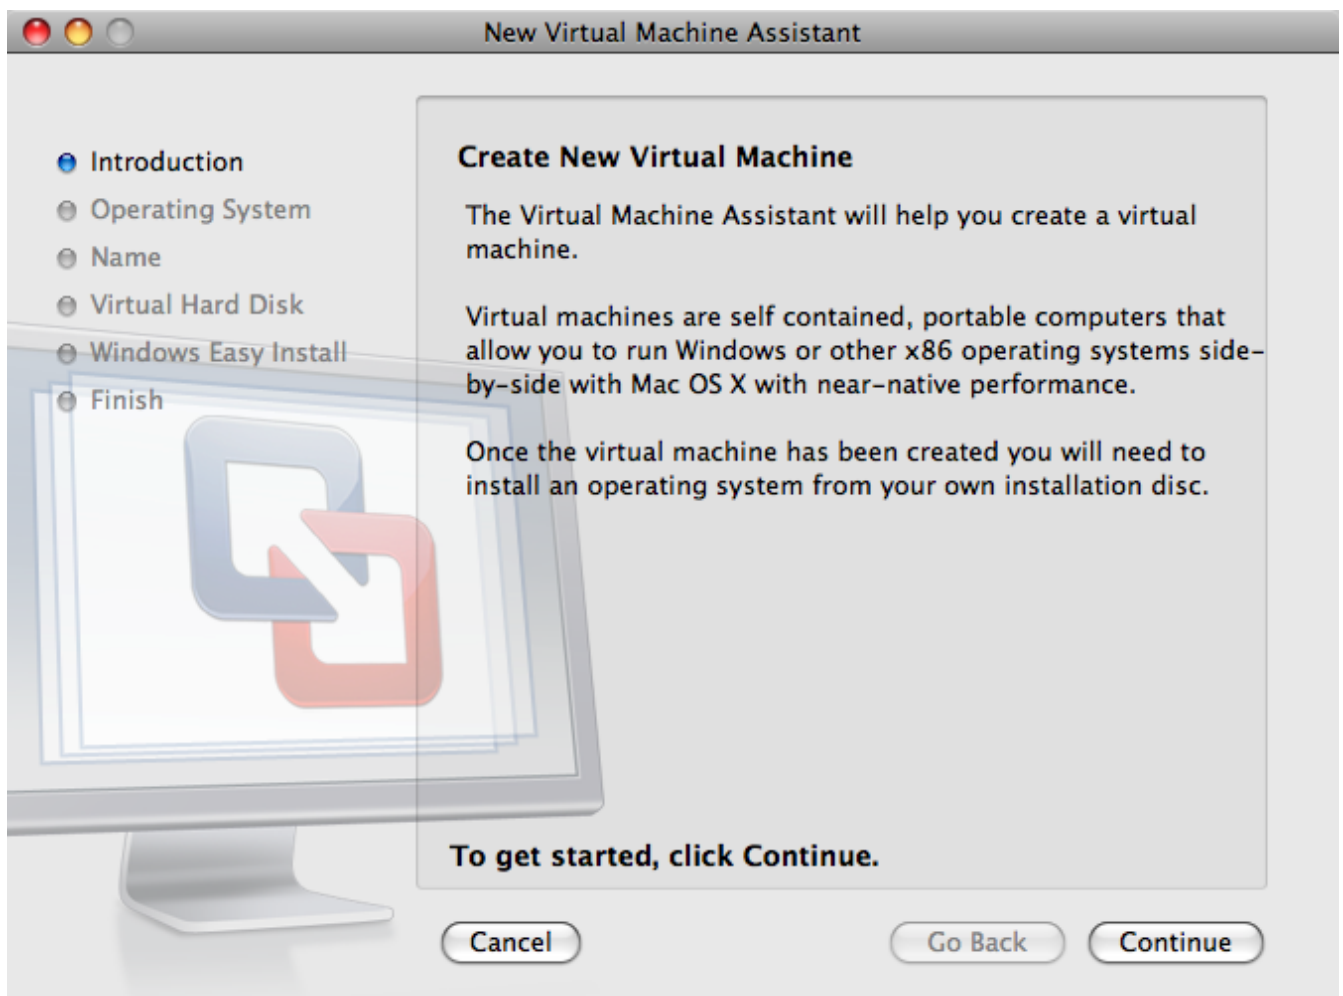 New Virtual Machine Assistant
Introduction
Operating System
Name
Virtual Hard Disk
Windows Easy Install
Finish
Create New Virtual Machine
The Virtual Machine Assistant will help you create a virtual
machine.
Virtual machines are self contained, portable computers that
allow you to run Windows or other x86 operating systems side-
by-side with Mac OS X with near-native performance.
Once the virtual machine has been created you will need to
install an operating system from your own installation disc.
To get started, click Continue.
Cancel
Go Back
Continue